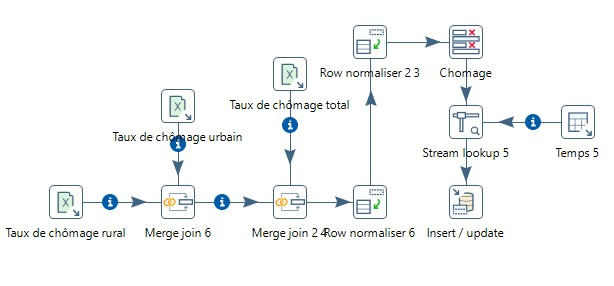 Row normaliser 2 3
Chomage
Taux de chômage total
Taux de chômage urbain
Stream lookup 5
Temps 5
Taux de chômage rural
Merge join 6
Merge join 2 4
Row normaliser 6
Insert / update